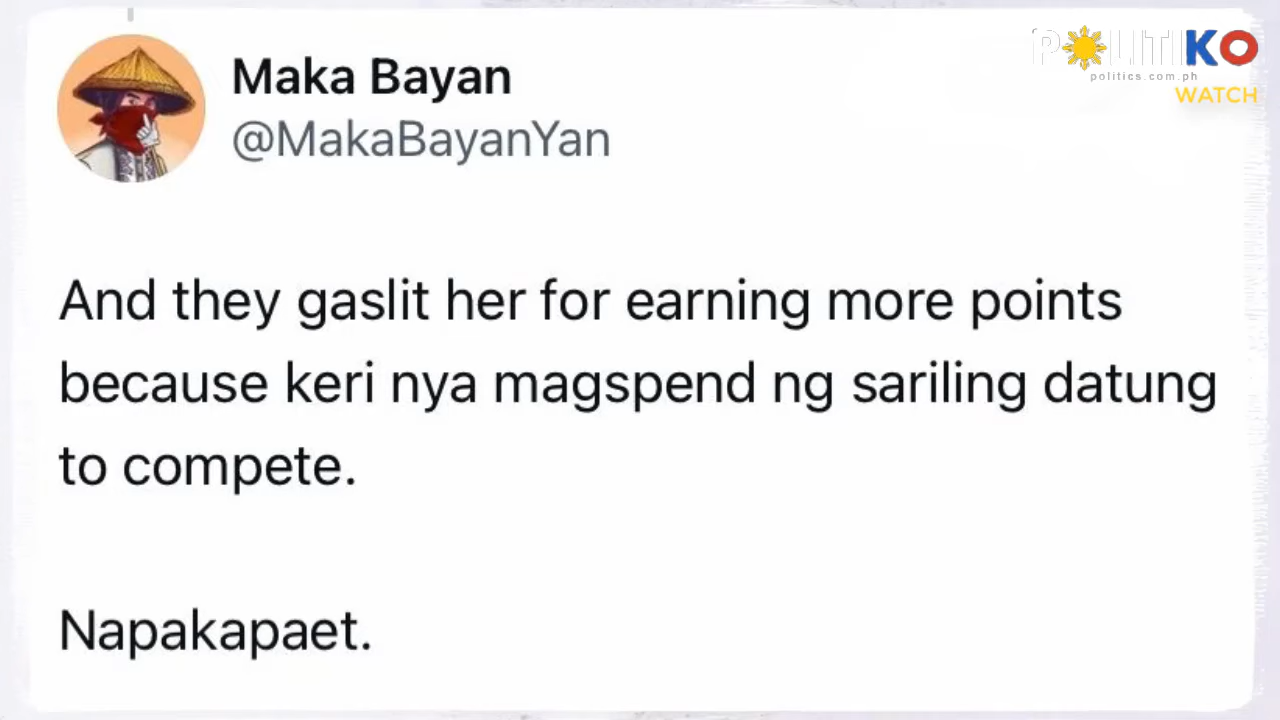 Maka Bayan
@MakaBayanYan
POLITIKO
politics.com.ph
WATCH
And they gaslit her for earning more points
because keri nya magspend ng sariling datung
to compete.
Napakapaet.